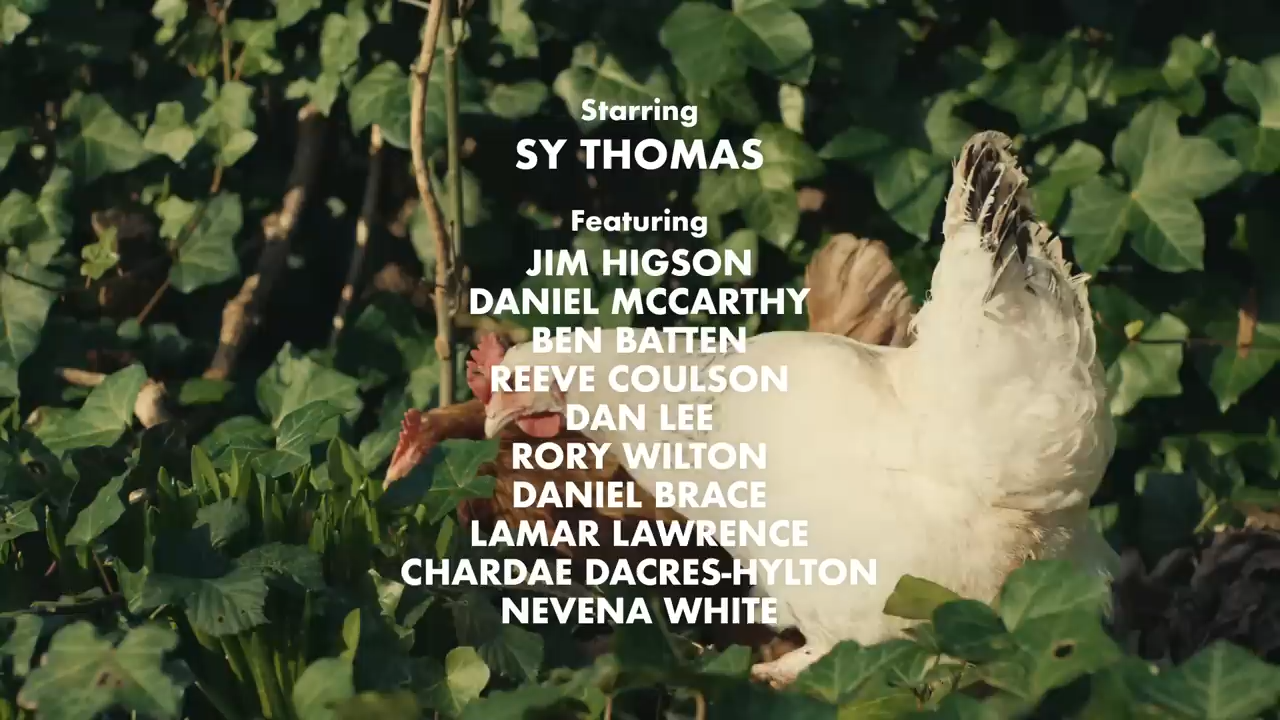 Starring
SY THOMAS
Featuring
JIM HIGSON
DANIEL MCCARTHY
BEN BATTEN
REEVE COULSON
DAN LEE
RORY WILTON
DANIEL BRACE
LAMAR LAWRENCE
CHARDAE DACRES-HYLTON
NEVENA WHITE